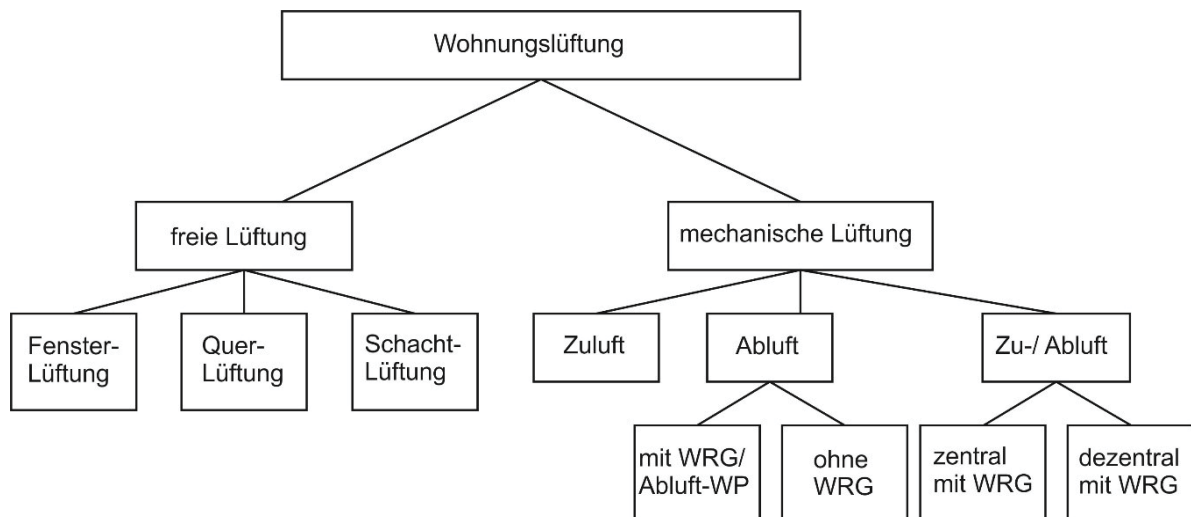 Wohnungslüftung
freie Lüftung
mechanische Lüftung
Fenster-
Lüftung
Quer-
Lüftung
Schacht-
Lüftung
Zuluft
Abluft
Zu-/ Abluft
mit WRG/
Abluft-WP
ohne
WRG
zentral
mit WRG
dezentral
mit WRG